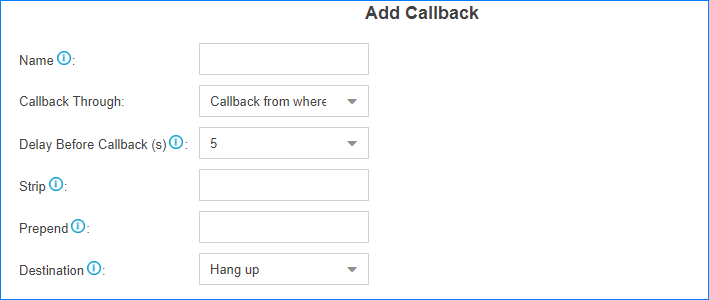 Add Callback
Name i:
Callback Through: Callback from where
Delay Before Callback (s) i: 5
Strip i:
Prepend i:
Destination i: Hang up